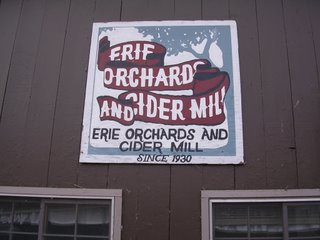 ERIE
ORCHARDS
AND CIDER MILL
ERIE ORCHARDS AND
CIDER MILL
SINCE 1930